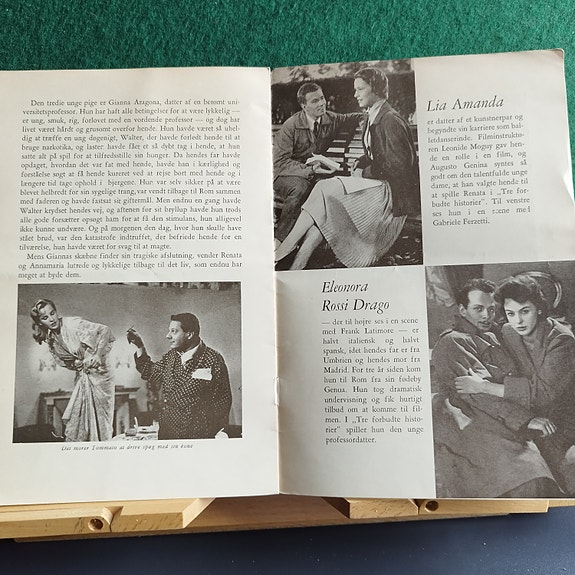 Den tredie unge pige er Gianna Aragona, datter af en berømt uni-
versitetsprofessor. Hun har haft alle betingelser for at være lykkelig —
er ung, smuk, rig, forlovet med en vordende professor — og dog har
livet været hårdt og grusomt overfor hende. Hun havde været så uhel-
dig at træffe en ung døgenigt, Walter, der havde forledt hende til at
bruge narkotika, og laster havde fået et så dybt tag i hende, at hun
satte alt på spil for at tilfredsstille sin hunger. Da hendes far havde
opdaget, hvordan det var fat med hende, havde han i kærlighed og
forståelse søgt at få hende kureret ved at rejse bort med hende og i
længere tid tage ophold i bjergene. Hun var selv sikker på at være
blevet helbredt for sin sygelige trang, var vendt tilbage til Rom sammen
med faderen og havde fastsat sit giftermål. Men endnu en gang havde
Walter krydset hendes vej, og aftenen før sit bryllup havde hun trods
alle gode forsætter opsøgt ham for at få den stimulans, hun alligevel
ikke kunne undvære. Og på morgenen den dag, hvor hun skulle have
stået brud, var den katastrofe indtruffet, der befriede hende for en
tilværelse, hun havde været for svag til at magte.
Mens Giannas skæbne finder sin tragiske afslutning, vender Renata
og Annamaria lutrede og lykkelige tilbage til det liv, som endnu har
meget at byde dem.
Det morer Tommaso at drive spøg med sin kone
Lia Amanda
er datter af et kunstnerpar og
begyndte sin karriere som bal-
letdanserinde. Filminstruktø-
ren Leonide Moguy gav hen-
de en rolle i en film, og
Augusto Genina syntes så
godt om den talentfulde unge
dame, at han valgte hende til
at spille Renata i „Tre for-
budte historier". Til venstre
ses hun i en scene med
Gabriele Ferzetti.
Eleonora
Rossi Drago
— der til højre ses i en scene
med Frank Latimore — er
halvt italiensk og halvt
spansk, idet hendes far er fra
Umbrien og hendes mor fra
Madrid. For tre år siden kom
hun til Rom fra sin fødeby
Genua. Hun tog dramatisk
undervisning og fik hurtigt
tilbud om at komme til fil-
men. I „Tre forbudte histo-
rier" spiller hun den unge
professordatter.